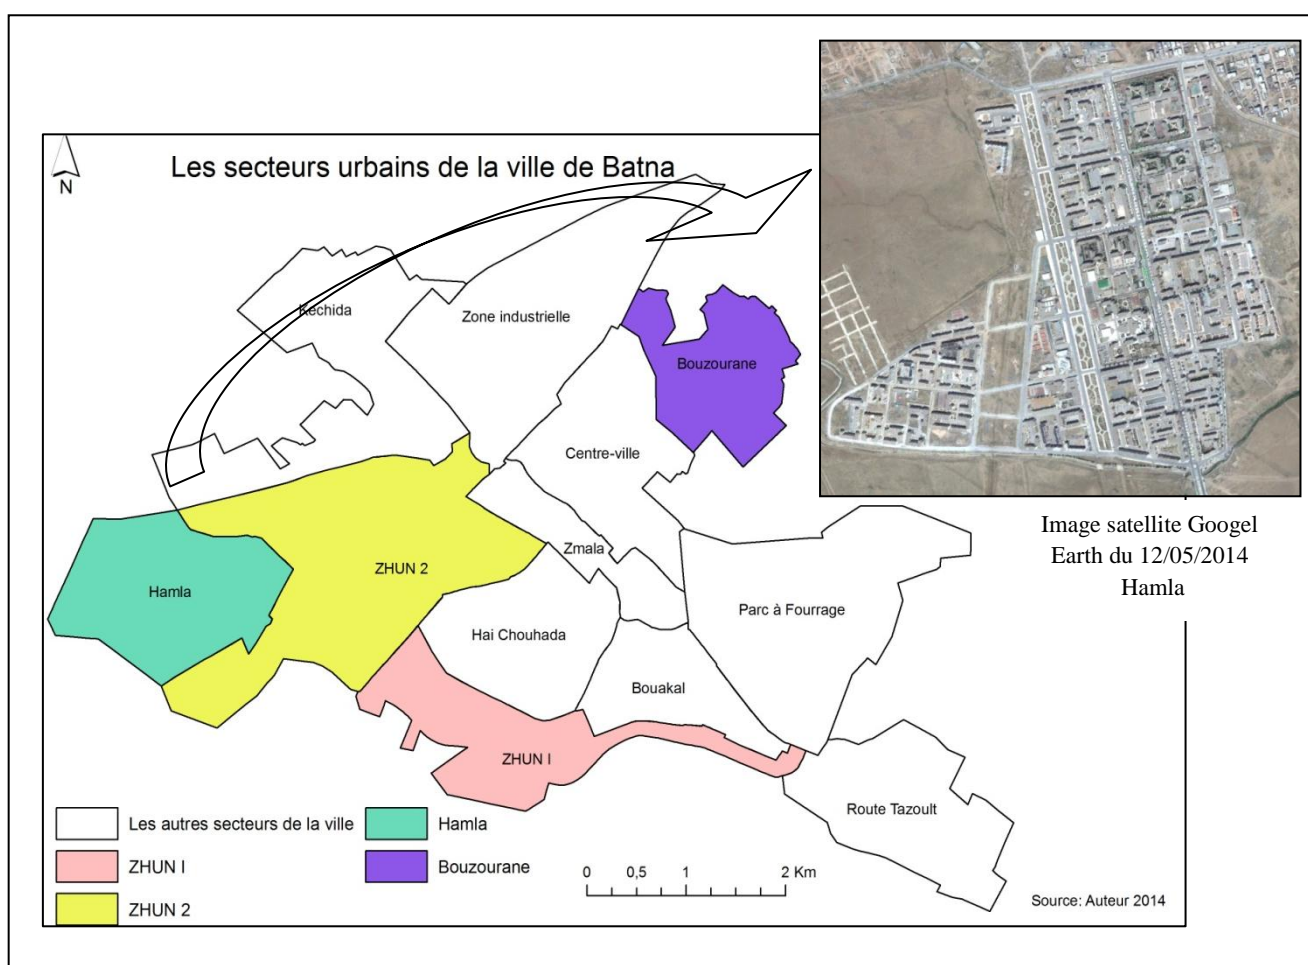 Les secteurs urbains de la ville de Batna
N
Kechida
Zone industrielle
Bouzourane
Centre-ville
Zmala
ZHUN 2
Hamla
Parc à Fourrage
Hai Chouhada
Bouakal
ZHUN I
Route Tazoult
Image satellite Googel
Earth du 12/05/2014
Hamla
Les autres secteurs de la ville
ZHUN I
ZHUN 2
Hamla
Bouzourane
0 0,5 1 2 Km
Source: Auteur 2014